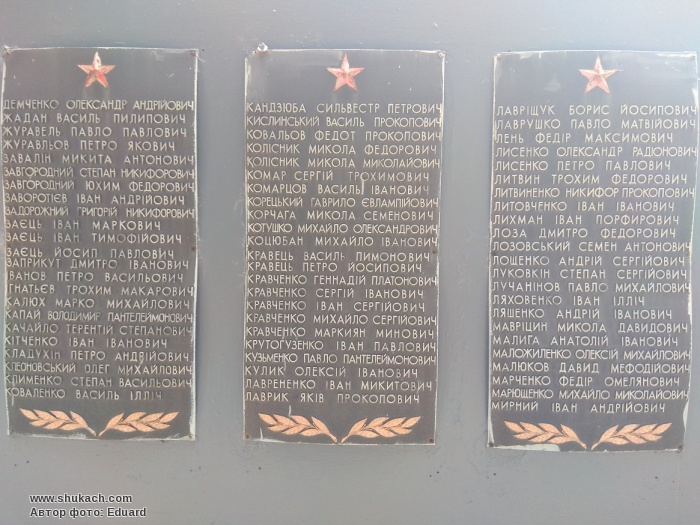 ДЕМЧЕНКО ОЛЕКСАНДР АНДРІЙОВИЧ
ЖАДАН ВАСИЛЬ ПИЛИПОВИЧ
ЖУРАВЕЛЬ ПАВЛО ПАВЛОВИЧ
ЖУРАВЛЬОВ ПЕТРО ЯКОВИЧ
ЗАВАЛІН МИКИТА АНТОНОВИЧ
ЗАВГОРОДНИЙ СТЕПАН НИКИФОРОВИЧ
ЗАВГОРОДНИЙ ЮХИМ ФЕДОРОВИЧ
ЗАВОРОТІЄВ ІВАН АНДРІЙОВИЧ
ЗАДОРОЖНИЙ ГРИГОРІЙ НИКИФОРОВИЧ
ЗАЄЦЬ ІВАН МАРКОВИЧ
ЗАЄЦЬ ІВАН ТИМОФІЙОВИЧ
ЗАЄЦЬ ЙОСИП ПАВЛОВИЧ
ЗАПРИКУТ ДМИТРО ІВАНОВИЧ
ІВАНОВ ПЕТРО ВАСИЛЬОВИЧ
ІГНАТЬЄВ ТРОХИМ МАКАРОВИЧ
КАЛЮХ МАРКО МИХАЙЛОВИЧ
КАПАЙ ВОЛОДИМИР ПАНТЕЛЕЙМОНОВИЧ
КАЧАЙЛО ТЕРЕНТІЙ СТЕПАНОВИЧ
КІТЧЕНКО ІВАН ІВАНОВИЧ
КЛАДУХІН ПЕТРО АНДРІЙОВИЧ
КЛЕОНОВСЬКИЙ ОЛЕГ МИХАЙЛОВИЧ
КЛИМЕНКО СТЕПАН ВАСИЛЬОВИЧ
КОВАЛЕНКО ВАСИЛЬ ІЛЛІЧ
КАНДЗЮБА СИЛЬВЕСТР ПЕТРОВИЧ
КИСЛИНСЬКИЙ ВАСИЛЬ ПРОКОПОВИЧ
КОВАЛЬОВ ФЕДОТ ПРОКОПОВИЧ
КОЛІСНИК МИКОЛА ФЕДОРОВИЧ
КОЛІСНИК МИКОЛА МИКОЛАЙОВИЧ
КОМАР СЕРГІЙ ТРОХИМОВИЧ
КОМАРЦОВ ВАСИЛЬ ІВАНОВИЧ
КОРЕЦЬКИЙ ГАВРИЛО ЄВЛАМПІЙОВИЧ
КОРЧАГА МИКОЛА СЕМЕНОВИЧ
КОТУШКО МИХАЙЛО ОЛЕКСАНДРОВИЧ
КОЦЮБАН МИХАЙЛО ІВАНОВИЧ
КРАВЕЦЬ ВАСИЛЬ ПИМОНОВИЧ
КРАВЕЦЬ ПЕТРО ЙОСИПОВИЧ
КРАВЧЕНКО ГЕННАДІЙ ПЛАТОНОВИЧ
КРАВЧЕНКО СЕРГІЙ ІВАНОВИЧ
КРАВЧЕНКО ІВАН СЕРГІЙОВИЧ
КРАВЧЕНКО МИХАЙЛО СЕРГІЙОВИЧ
КРАВЧЕНКО МАРКИЯН МИНОВИЧ
КРУТОГУЗЕНКО ІВАН ПАВЛОВИЧ
КУЗЬМЕНКО ПАВЛО ПАНТЕЛЕЙМОНОВИЧ
КУЛИК ОЛЕКСІЙ ІВАНОВИЧ
ЛАВРЕНЕНКО ІВАН МИКИТОВИЧ
ЛАВРИК ЯКІВ ПРОКОПОВИЧ
ЛАВРІЩУК БОРИС ЙОСИПОВИЧ
ЛАВРУШКО ПАВЛО МАТВІЙОВИЧ
ЛЕНЬ ФЕДІР МАКСИМОВИЧ
ЛИСЕНКО ОЛЕКСАНДР РАДІОНОВИЧ
ЛИСЕНКО ПЕТРО ПАВЛОВИЧ
ЛИТВИН ТРОХИМ ФЕДОРОВИЧ
ЛИТВИНЕНКО НИКИФОР ПРОКОПОВИЧ
ЛИТОВЧЕНКО ІВАН ІВАНОВИЧ
ЛИХМАН ІВАН ПОРФИРОВИЧ
ЛОЗА ДМИТРО ФЕДОРОВИЧ
ЛОЗОВСЬКИЙ СЕМЕН АНТОНОВИЧ
ЛОЩЕНКО АНДРІЙ СЕРГІЙОВИЧ
ЛУКОВКІН СТЕПАН СЕРГІЙОВИЧ
ЛУЧАНІНОВ ПАВЛО МИХАЙЛОВИЧ
ЛЯХОВЕНКО ІВАН ІЛЛІЧ
ЛЯШЕНКО АНДРІЙ ІВАНОВИЧ
МАВРІЦИН МИКОЛА ДАВИДОВИЧ
МАЛИГА АНАТОЛІЙ ІВАНОВИЧ
МАЛОЖИЛЕНКО ОЛЕКСІЙ МИХАЙЛОВИЧ
МАЛЮКОВ ДАВИД МЕФОДІЙОВИЧ
МАРЧЕНКО ФЕДІР ОМЕЛЯНОВИЧ
МАРЮЩЕНКО МИХАЙЛО МИКОЛАЙОВИЧ
МИРНИЙ ІВАН АНДРІЙОВИЧ
www.shukach.com
Автор фото: Eduard